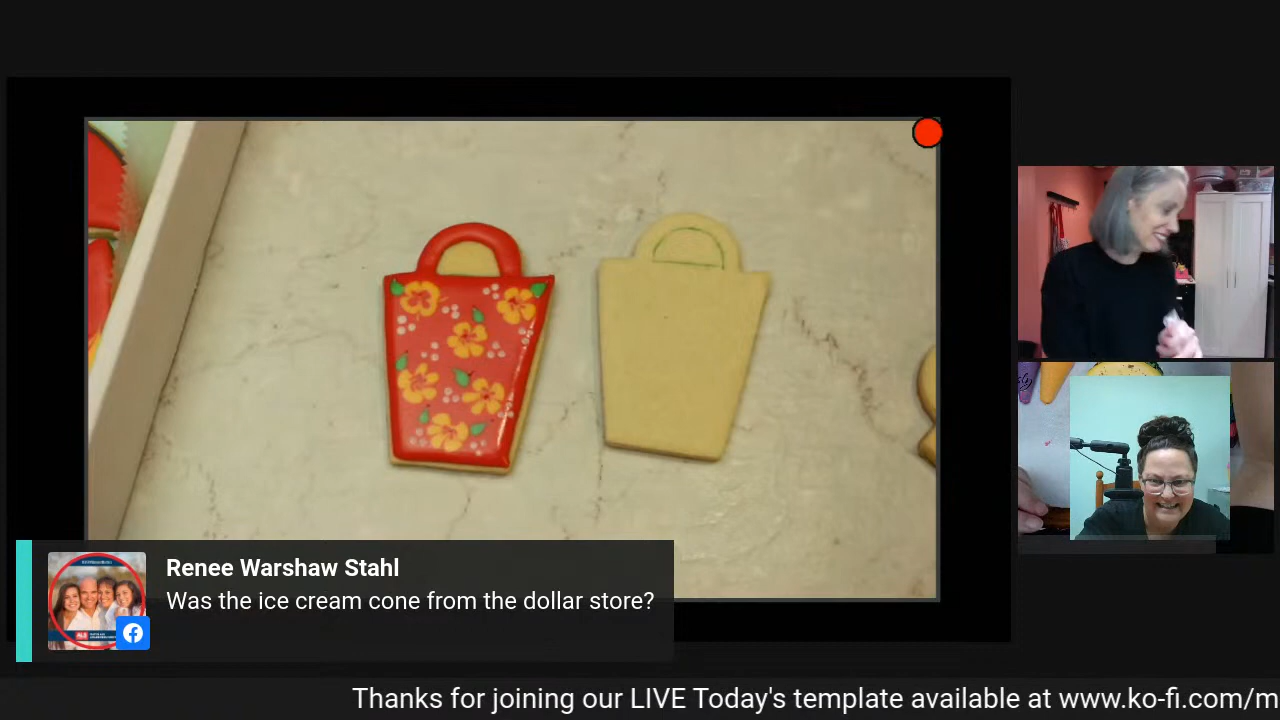 Renee Warshaw Stahl
Was the ice cream cone from the dollar store?
Thanks for joining our LIVE Today's template available at www.ko-fi.com/m